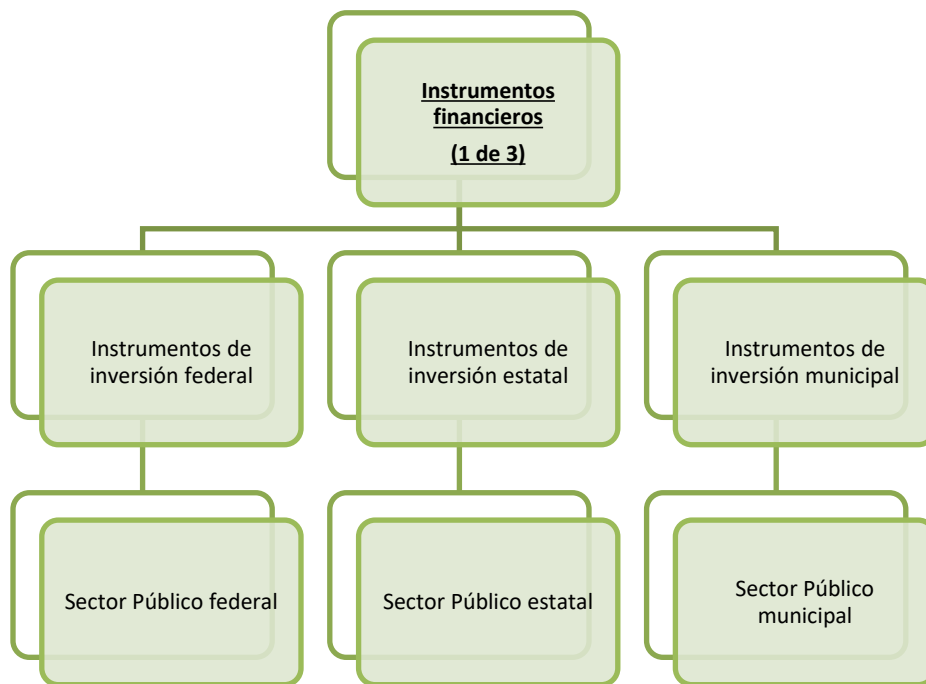 Instrumentos
financieros
(1 de 3)
Instrumentos de
inversión federal
Instrumentos de
inversión estatal
Instrumentos de
inversión municipal
Sector Público federal
Sector Público estatal
Sector Público
municipal